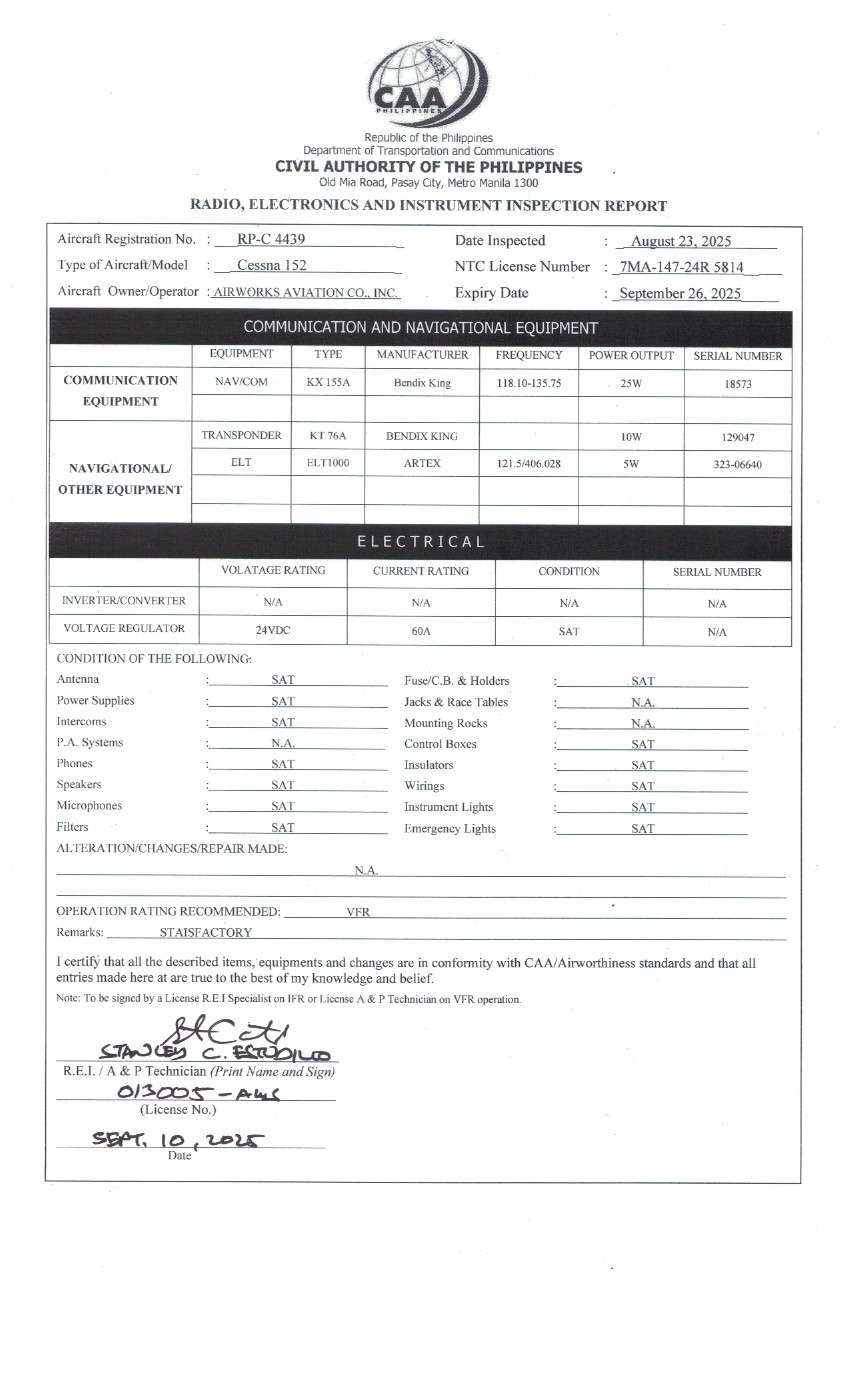 CAA
PHILIPPINES
Republic of the Philippines
Department of Transportation and Communications
CIVIL AUTHORITY OF THE PHILIPPINES
Old Mia Road, Pasay City, Metro Manila 1300
RADIO, ELECTRONICS AND INSTRUMENT INSPECTION REPORT
Aircraft Registration No. : RP-C 4439 Date Inspected : August 23, 2025
Type of Aircraft/Model : Cessna 152 NTC License Number : 7MA-147-24R 5814
Aircraft Owner/Operator : AIRWORKS AVIATION CO., INC. Expiry Date : September 26, 2025
COMMUNICATION AND NAVIGATIONAL EQUIPMENT
EQUIPMENT TYPE MANUFACTURER FREQUENCY POWER OUTPUT SERIAL NUMBER
COMMUNICATION EQUIPMENT NAV/COM KX 155A Bendix King 118.10-135.75 25W 18573
NAVIGATIONAL/ OTHER EQUIPMENT TRANSPONDER KT 76A BENDIX KING 10W 129047
ELT ELT1000 ARTEX 121.5/406.028 5W 323-06640
ELECTRICAL
VOLATAGE RATING CURRENT RATING CONDITION SERIAL NUMBER
INVERTER/CONVERTER N/A N/A N/A N/A
VOLTAGE REGULATOR 24VDC 60A SAT N/A
CONDITION OF THE FOLLOWING:
Antenna : SAT Fuse/C.B. & Holders : SAT
Power Supplies : SAT Jacks & Race Tables : N.A.
Intercoms : SAT Mounting Rocks : N.A.
P.A. Systems : N.A. Control Boxes : SAT
Phones : SAT Insulators : SAT
Speakers : SAT Wirings : SAT
Microphones : SAT Instrument Lights : SAT
Filters : SAT Emergency Lights : SAT
ALTERATION/CHANGES/REPAIR MADE:
N.A.
OPERATION RATING RECOMMENDED: VFR
Remarks: STAISFACTORY
I certify that all the described items, equipments and changes are in conformity with CAA/Airworthiness standards and that all
entries made here at are true to the best of my knowledge and belief.
Note: To be signed by a License R.E.I Specialist on IFR or License A & P Technician on VFR operation.
STANLEY C. ESTUDILLO
R.E.I. / A & P Technician (Print Name and Sign)
013005-AMS
(License No.)
SEPT. 10, 2025
Date